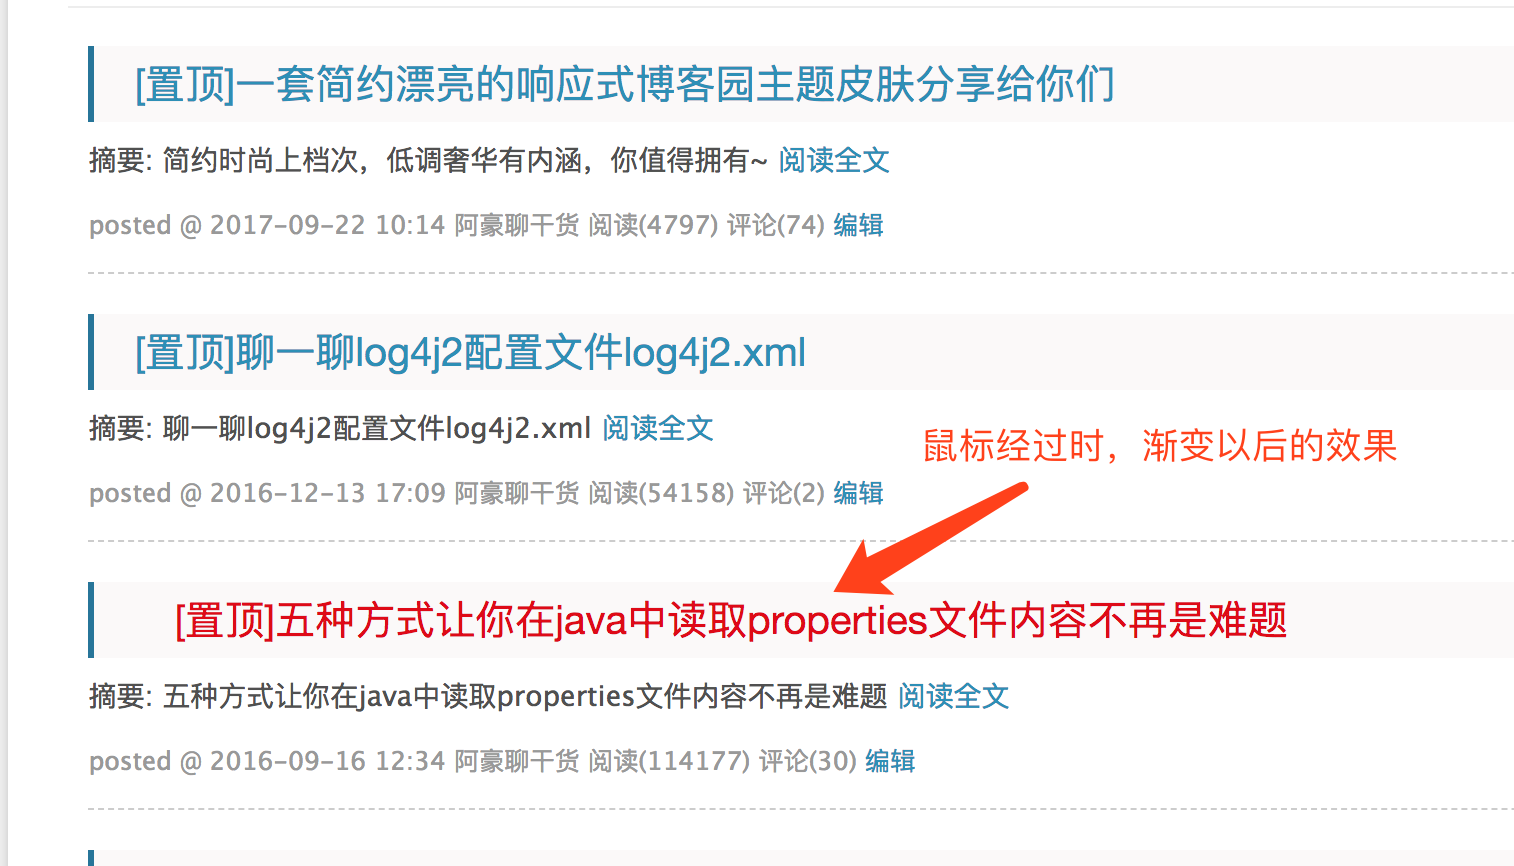 [置顶]一套简约漂亮的响应式博客园主题皮肤分享给你们
摘要: 简约时尚上档次，低调奢华有内涵，你值得拥有~ 阅读全文
posted @ 2017-09-22 10:14 阿豪聊干货 阅读(4797) 评论(74) 编辑
[置顶]聊一聊log4j2配置文件log4j2.xml
摘要: 聊一聊log4j2配置文件log4j2.xml 阅读全文
鼠标经过时，渐变以后的效果
posted @ 2016-12-13 17:09 阿豪聊干货 阅读(54158) 评论(2) 编辑
[置顶]五种方式让你在java中读取properties文件内容不再是难题
摘要: 五种方式让你在java中读取properties文件内容不再是难题 阅读全文
posted @ 2016-09-16 12:34 阿豪聊干货 阅读(114177) 评论(30) 编辑